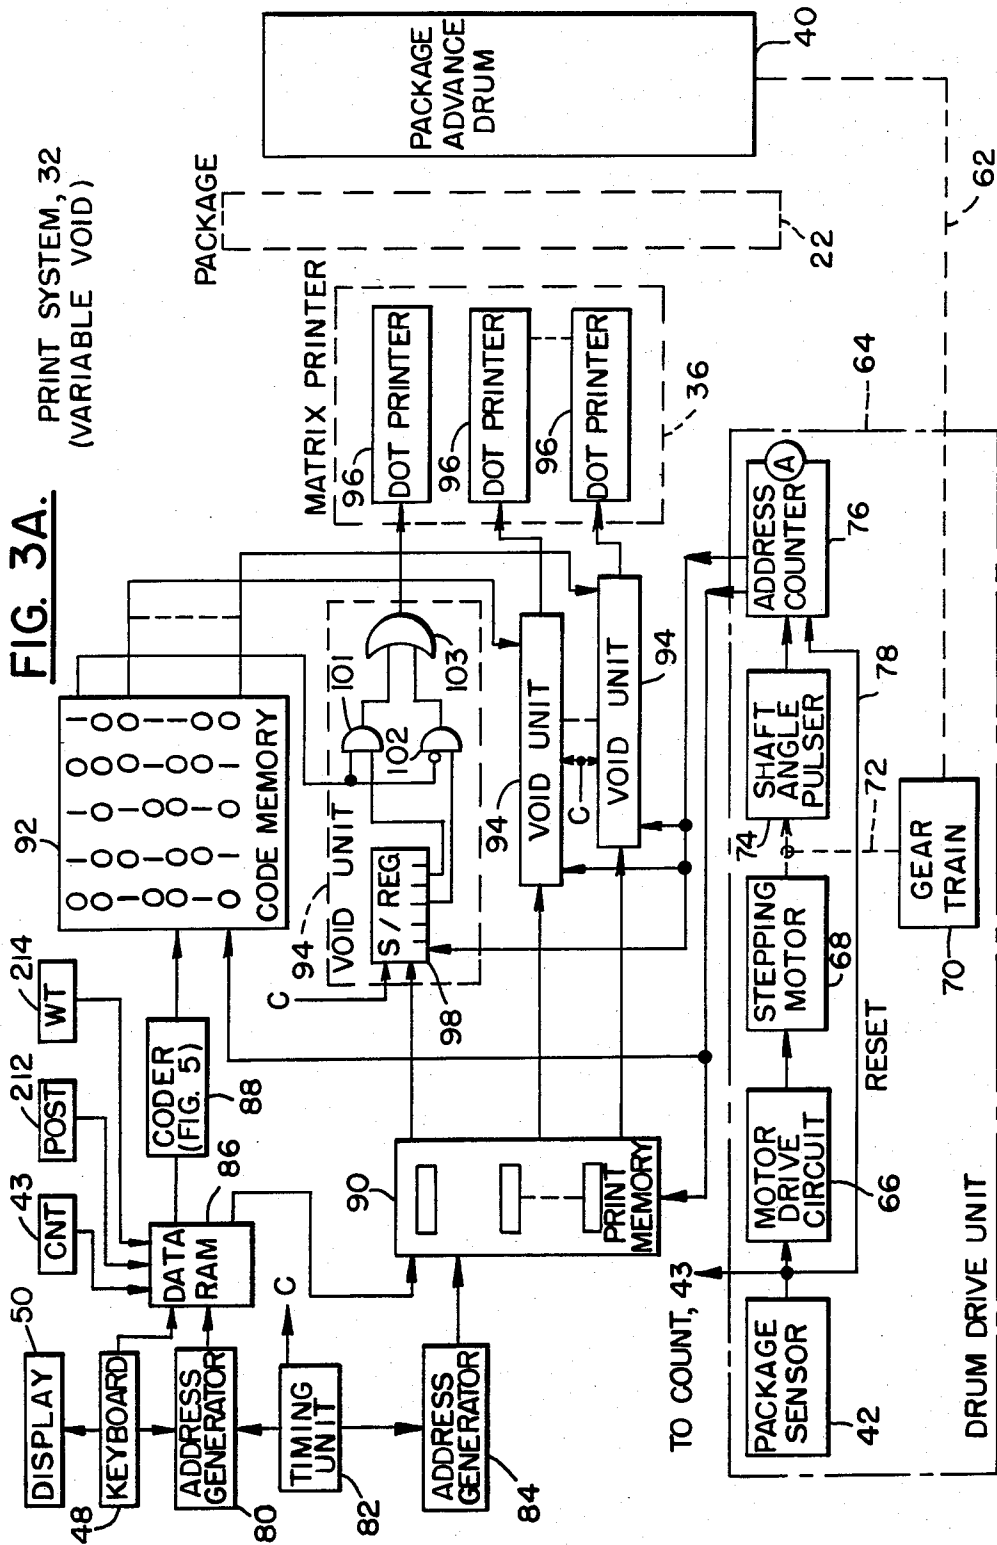 FIG. 3A.
PRINT SYSTEM, 32
(VARIABLE VOID)
DISPLAY
50
KEYBOARD
48
ADDRESS
GENERATOR
80
TIMING
UNIT
82
C
ADDRESS
GENERATOR
84
CNT
43
POST
212
WT
214
DATA
RAM
86
CODER
(FIG. 5)
88
92
CODE MEMORY
90
PRINT
MEMORY
94
VOID UNIT
C
S/REG
98
101
102
103
94
VOID UNIT
C
VOID UNIT
94
MATRIX PRINTER
96
DOT PRINTER
96
DOT PRINTER
96
DOT PRINTER
36
PACKAGE
22
PACKAGE
ADVANCE
DRUM
40
62
64
TO COUNT, 43
PACKAGE
SENSOR
42
MOTOR
DRIVE
CIRCUIT
66
STEPPING
MOTOR
68
RESET
74
SHAFT
ANGLE
PULSER
78
ADDRESS
COUNTER
A
76
72
GEAR
TRAIN
70
DRUM DRIVE UNIT